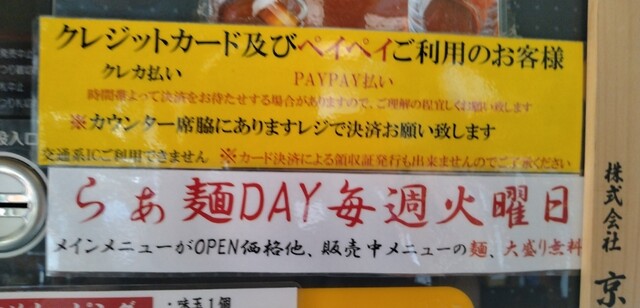 クレジットカード及びペイペイご利用のお客様
クレカ払い　PAYPAY払い
時間帯よって決済をお待たせする場合がありますので、ご理解の程宜しくお願い致します
※カウンター席脇にありますレジで決済お願い致します
交通系ICご利用できません ※カード決済による領収証発行も出来ませんのでご了承ください
らぁ麺DAY毎週火曜日
メインメニューがOPEN価格他、販売中メニューの麺、大盛り無料
・味玉1個
株式会社 京